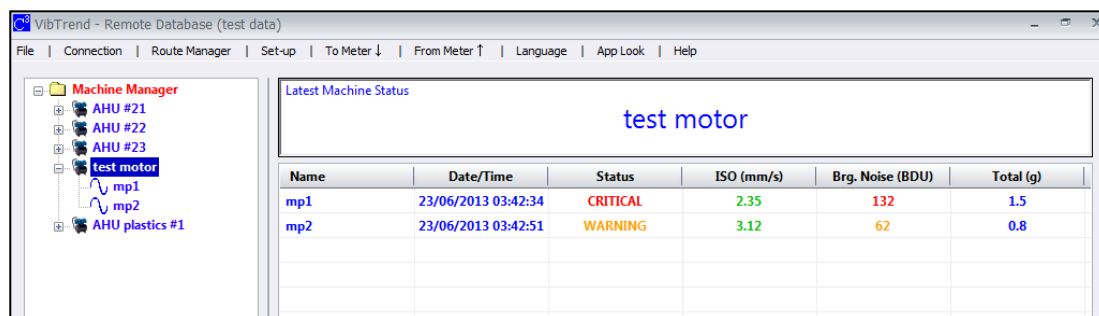 C³ VibTrend - Remote Database (test data)
File | Connection | Route Manager | Set-up | To Meter ↓ | From Meter ↑ | Language | App Look | Help
Machine Manager
AHU #21
AHU #22
AHU #23
test motor
mp1
mp2
AHU plastics #1
Latest Machine Status
test motor
Name Date/Time Status ISO (mm/s) Brg. Noise (BDU) Total (g)
mp1 23/06/2013 03:42:34 CRITICAL 2.35 132 1.5
mp2 23/06/2013 03:42:51 WARNING 3.12 62 0.8